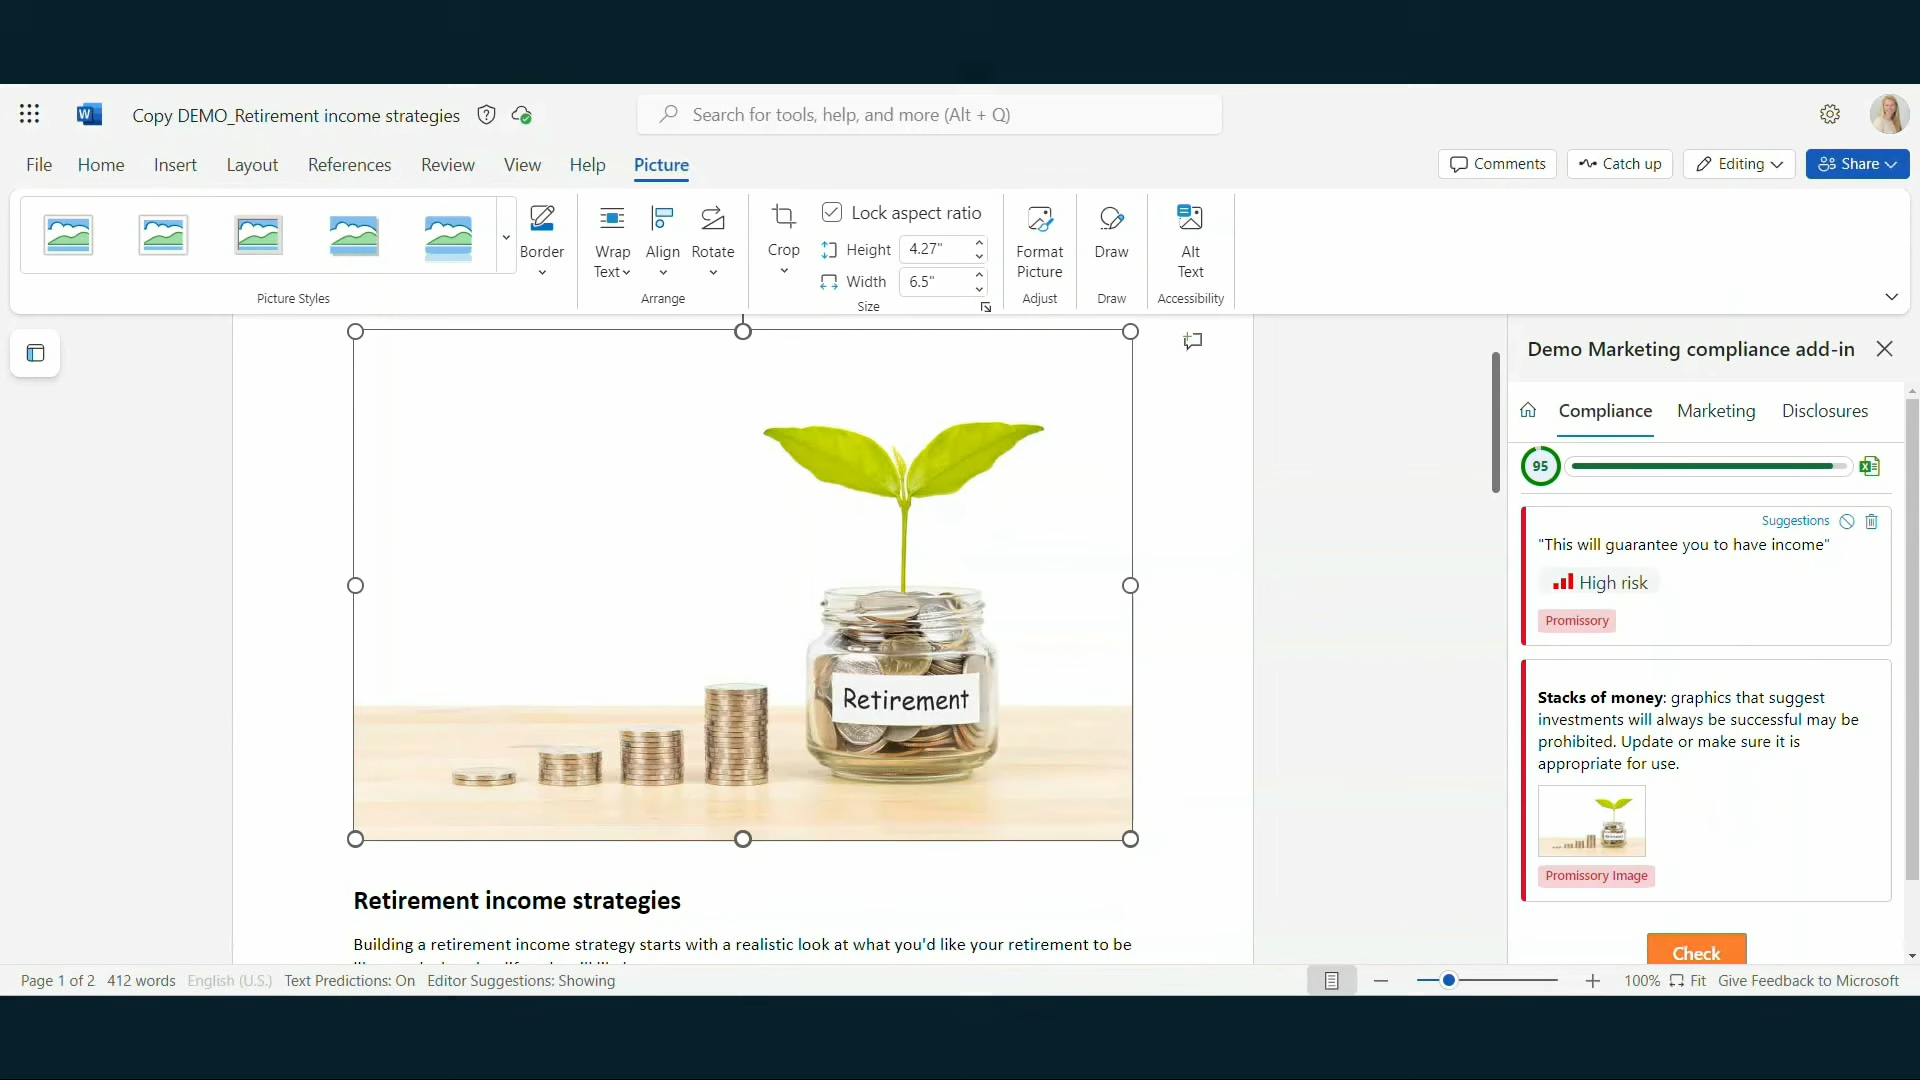 Copy DEMO_Retirement income strategies
Search for tools, help, and more (Alt + Q)
File Home Insert Layout References Review View Help Picture
Comments Catch up Editing Share
Border
Wrap Text
Align
Rotate
Crop
Lock aspect ratio
Height 4.27"
Width 6.5"
Format Picture
Draw
Alt Text
Picture Styles Arrange Size Adjust Draw Accessibility
Retirement
Retirement income strategies
Building a retirement income strategy starts with a realistic look at what you'd like your retirement to be
Demo Marketing compliance add-in
Compliance Marketing Disclosures
95
Suggestions
"This will guarantee you to have income"
High risk
Promissory
Stacks of money: graphics that suggest
investments will always be successful may be
prohibited. Update or make sure it is
appropriate for use.
Promissory Image
Check
Page 1 of 2 412 words English (U.S.) Text Predictions: On Editor Suggestions: Showing
100% Fit Give Feedback to Microsoft